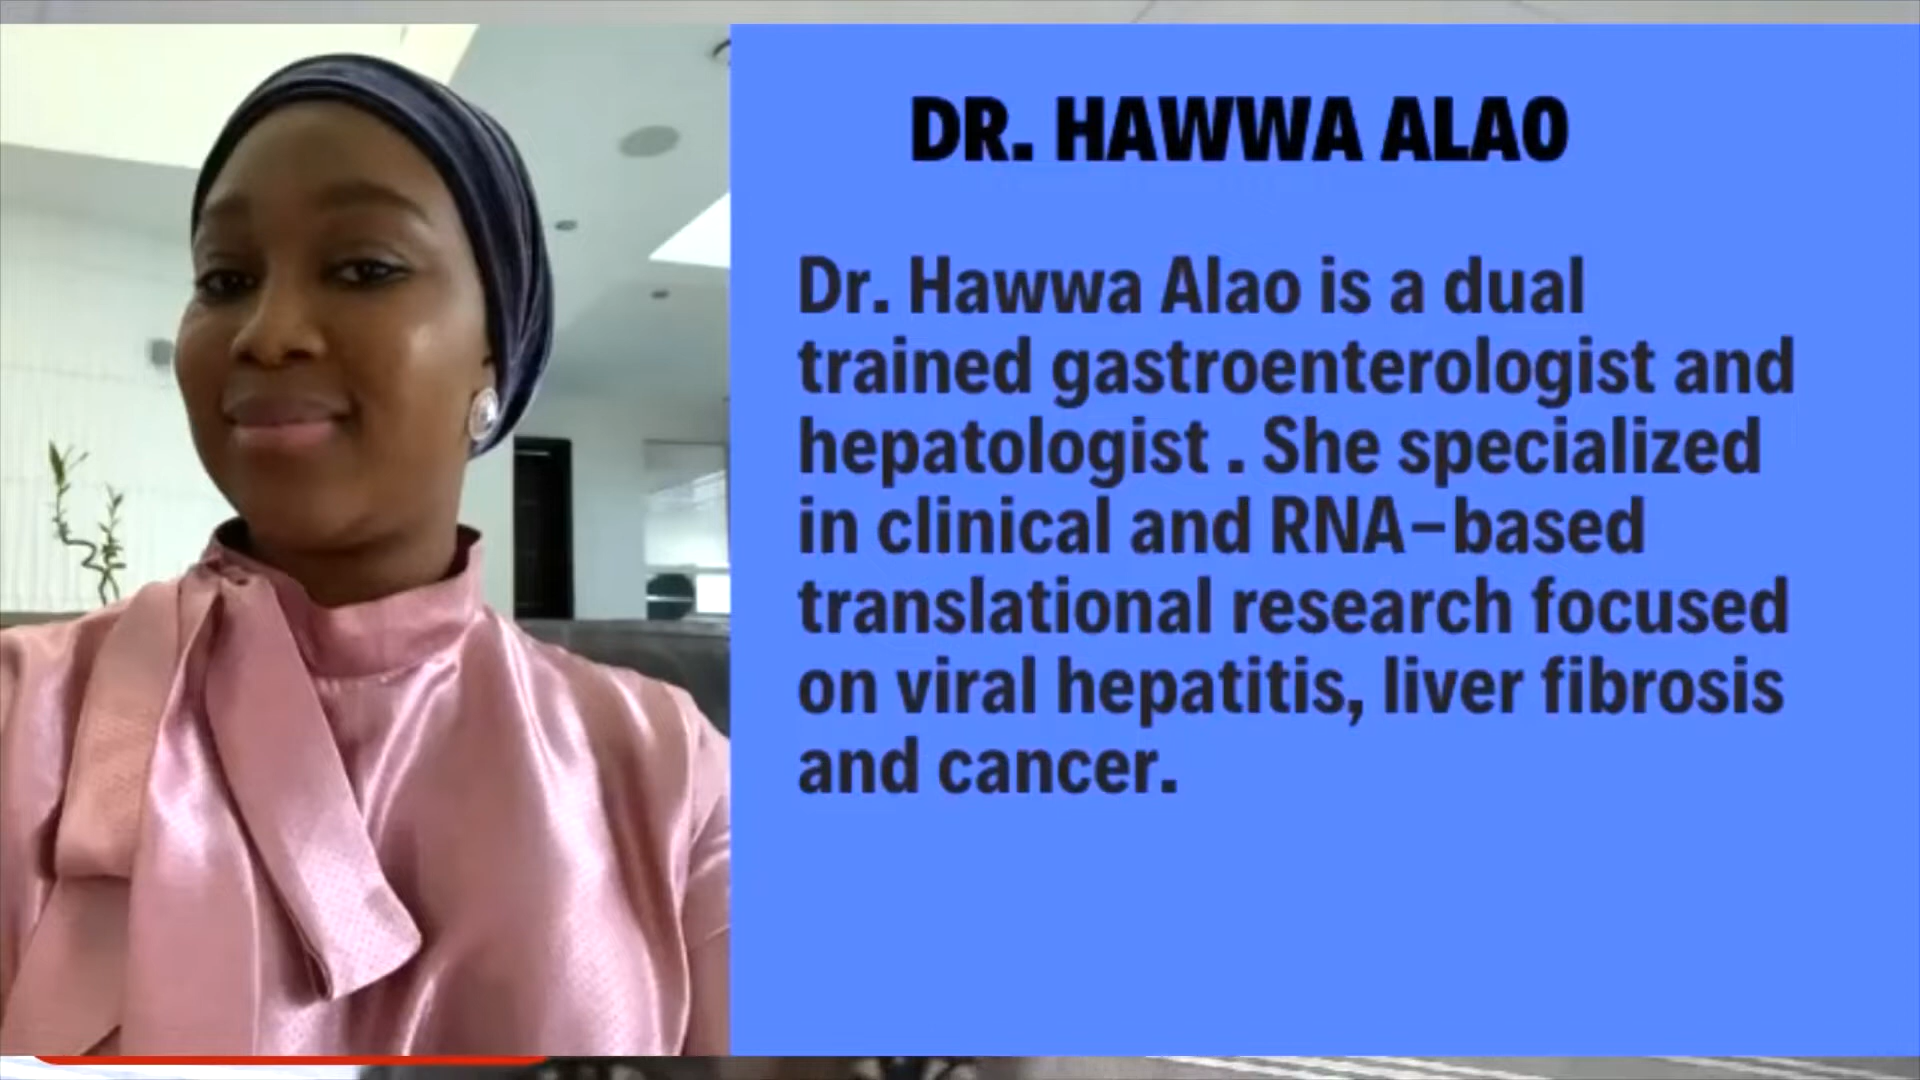 DR. HAWWA ALAO
Dr. Hawwa Alao is a dual
trained gastroenterologist and
hepatologist . She specialized
in clinical and RNA-based
translational research focused
on viral hepatitis, liver fibrosis
and cancer.